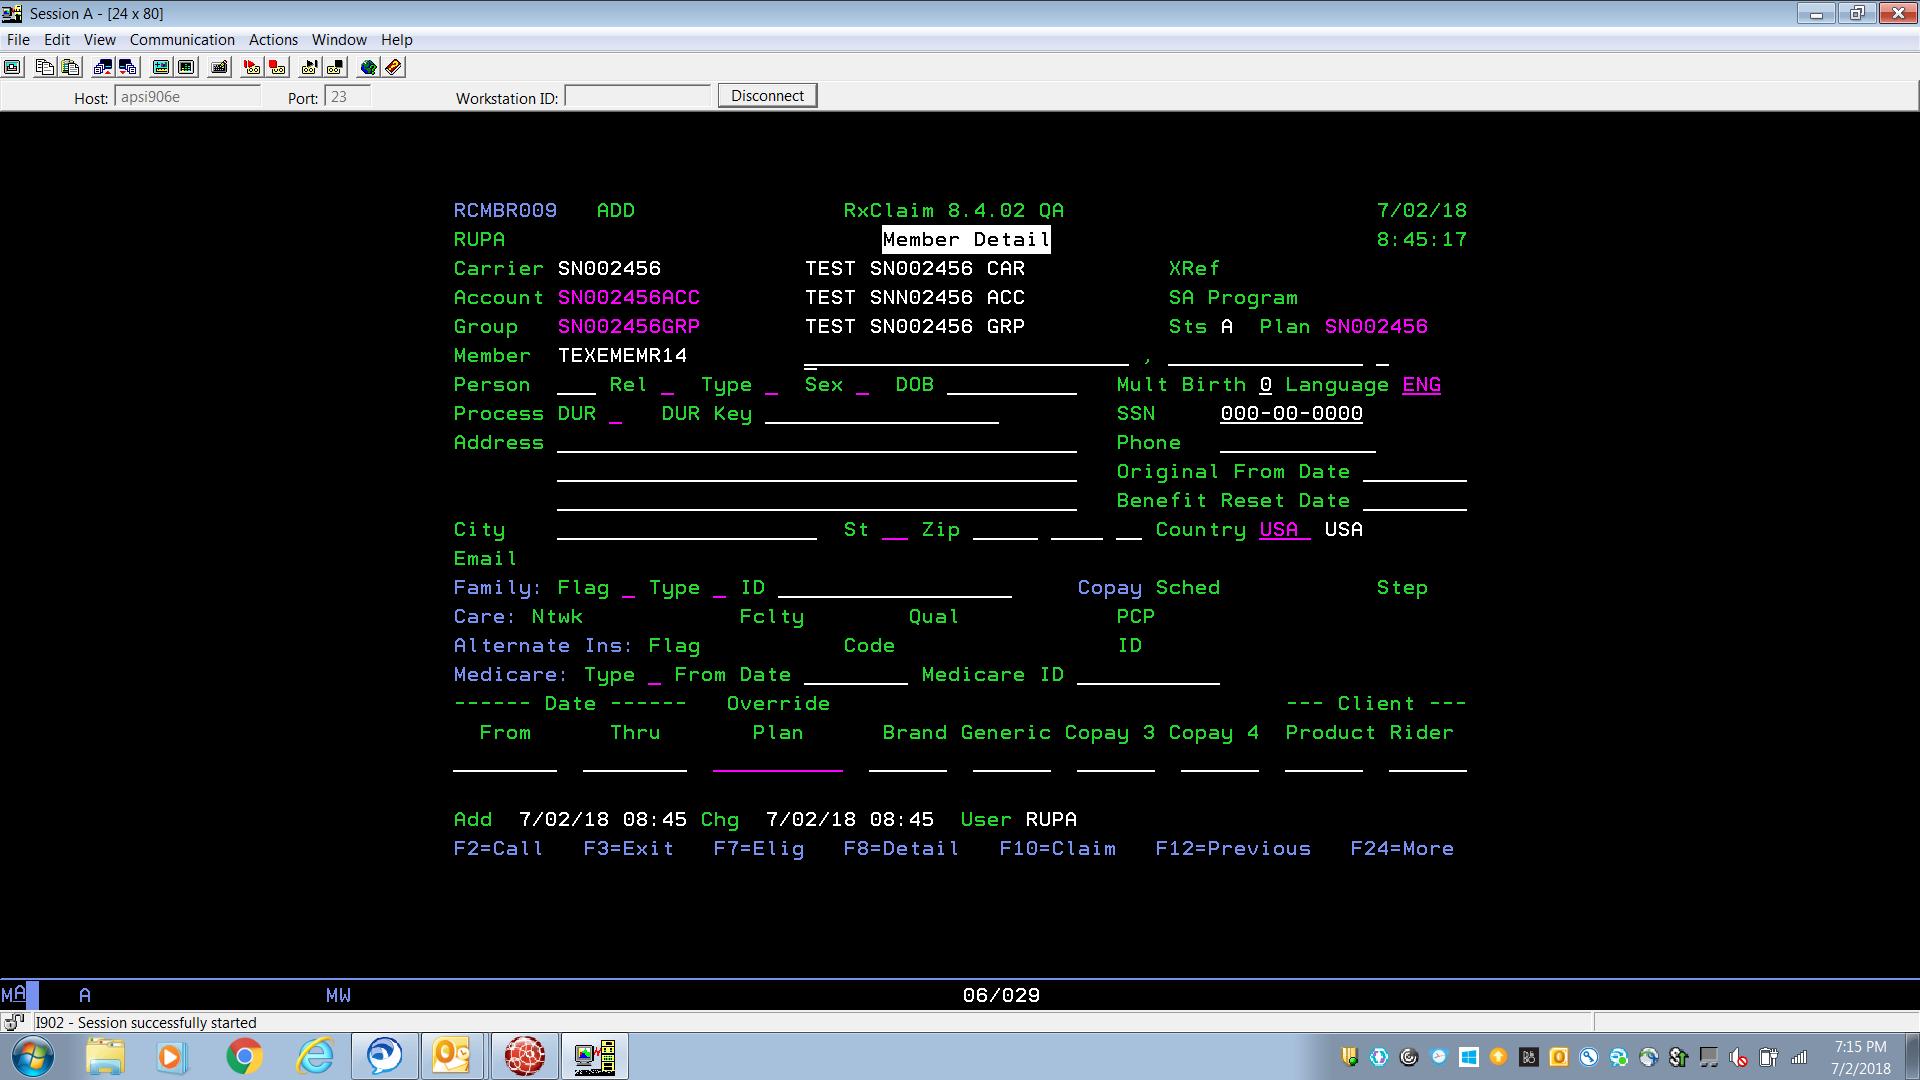 Session A - [24 x 80]
File Edit View Communication Actions Window Help
Host: apsi906e Port: 23 Workstation ID: Disconnect
RCMBR009 ADD RxClaim 8.4.02 QA 7/02/18
RUPA Member Detail 8:45:17
Carrier SN002456 TEST SN002456 CAR XRef
Account SN002456ACC TEST SNN02456 ACC SA Program
Group SN002456GRP TEST SN002456 GRP Sts A Plan SN002456
Member TEXEMEMR14 ,
Person Rel Type Sex DOB Mult Birth 0 Language ENG
Process DUR DUR Key SSN 000-00-0000
Address Phone
Original From Date
Benefit Reset Date
City St Zip Country USA USA
Email
Family: Flag Type ID Copay Sched Step
Care: Ntwk Fclty Qual PCP
Alternate Ins: Flag Code ID
Medicare: Type From Date Medicare ID
------ Date ------ Override --- Client ---
From Thru Plan Brand Generic Copay 3 Copay 4 Product Rider
Add 7/02/18 08:45 Chg 7/02/18 08:45 User RUPA
F2=Call F3=Exit F7=Elig F8=Detail F10=Claim F12=Previous F24=More
MA A MW 06/029
I902 - Session successfully started
7:15 PM
7/2/2018